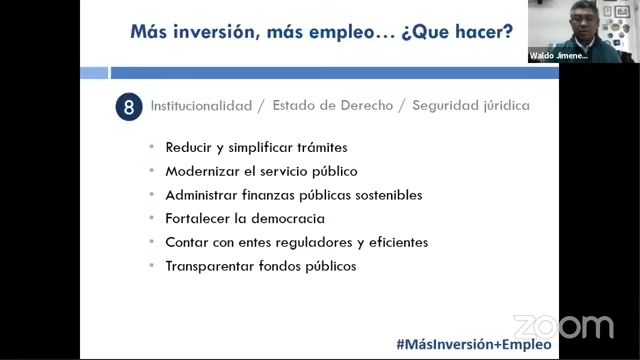 Más inversión, más empleo... ¿Que hacer?
Waldo Jimene...
8 Institucionalidad / Estado de Derecho / Seguridad júridica
• Reducir y simplificar trámites
• Modernizar el servicio público
• Administrar finanzas públicas sostenibles
• Fortalecer la democracia
• Contar con entes reguladores y eficientes
• Transparentar fondos públicos
zoom
#MásInversión+Empleo